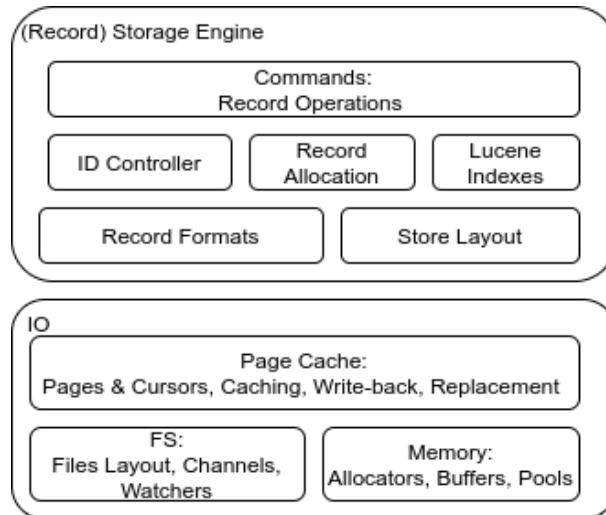 (Record) Storage Engine
Commands:
Record Operations
ID Controller
Record
Allocation
Lucene
Indexes
Record Formats
Store Layout
IO
Page Cache:
Pages & Cursors, Caching, Write-back, Replacement
FS:
Files Layout, Channels,
Watchers
Memory:
Allocators, Buffers, Pools